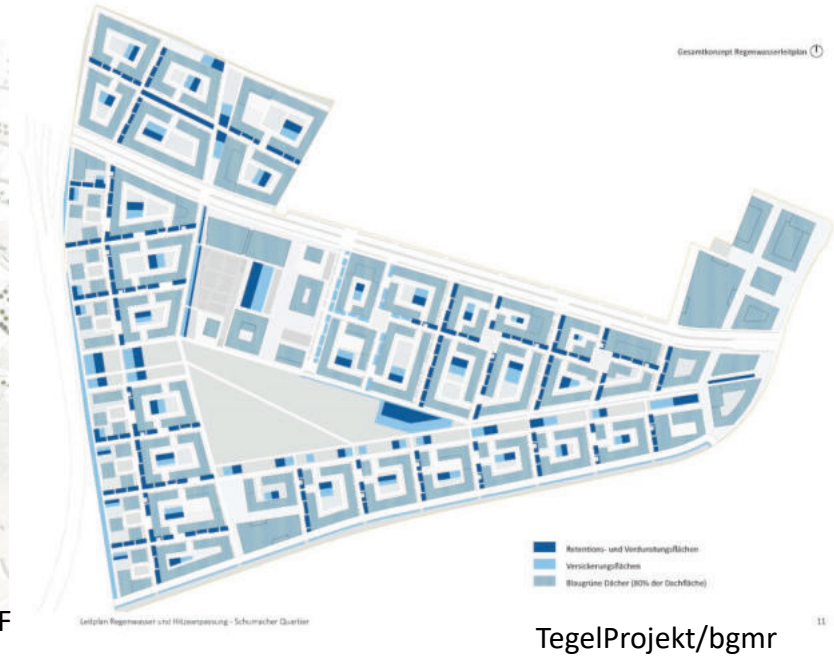 Gesamtkonzept Regenwasserleitplan
Retentions- und Verdunstungsflächen
Versickerungsflächen
Blaugrüne Dächer (80% der Dachfläche)
F
Leitplan Regenwasser und Hitzeanpassung - Schumacher Quartier
11
TegelProjekt/bgmr